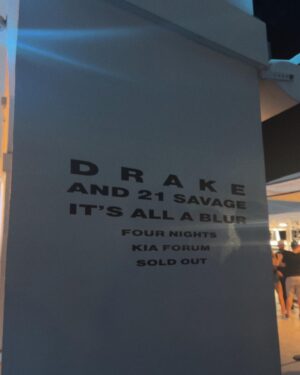 DRAKE
AND 21 SAVAGE
IT'S ALL A BLUR
FOUR NIGHTS
KIA FORUM
SOLD OUT